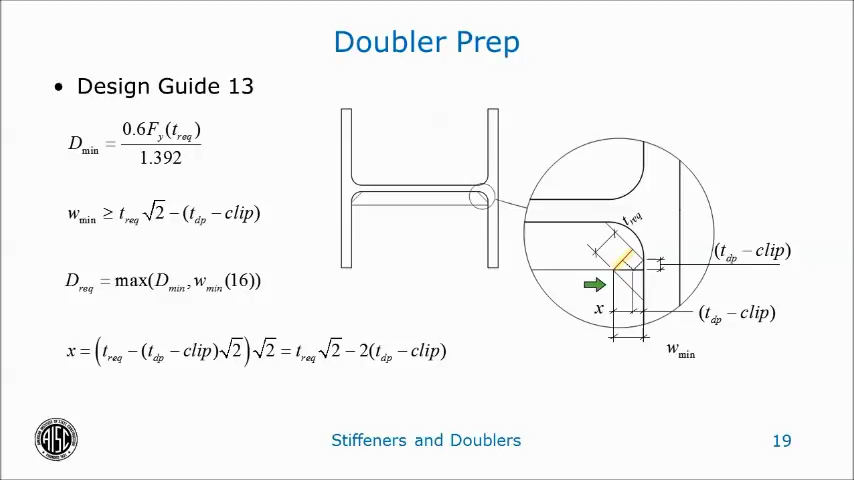 Doubler Prep
• Design Guide 13
D_min = 0.6F_y(t_req) / 1.392
w_min ≥ t_req √2 − (t_dp − clip)
D_req = max(D_min, w_min(16))
x = (t_req − (t_dp − clip)√2)√2 = t_req √2 − 2(t_dp − clip)
t_req
(t_dp − clip)
x
(t_dp − clip)
w_min
AISC
Stiffeners and Doublers
19